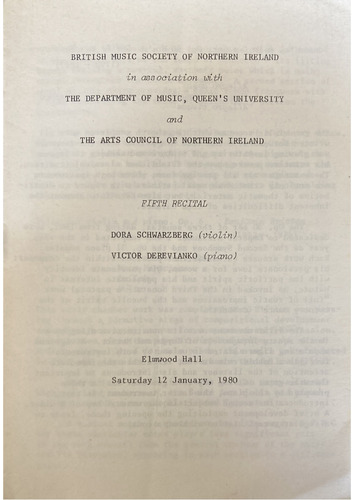 BRITISH MUSIC SOCIETY OF NORTHERN IRELAND
in association with
THE DEPARTMENT OF MUSIC, QUEEN'S UNIVERSITY
and
THE ARTS COUNCIL OF NORTHERN IRELAND
FIFTH RECITAL
DORA SCHWARZBERG (violin)
VICTOR DEREVIANKO (piano)
Elmwood Hall
Saturday 12 January, 1980